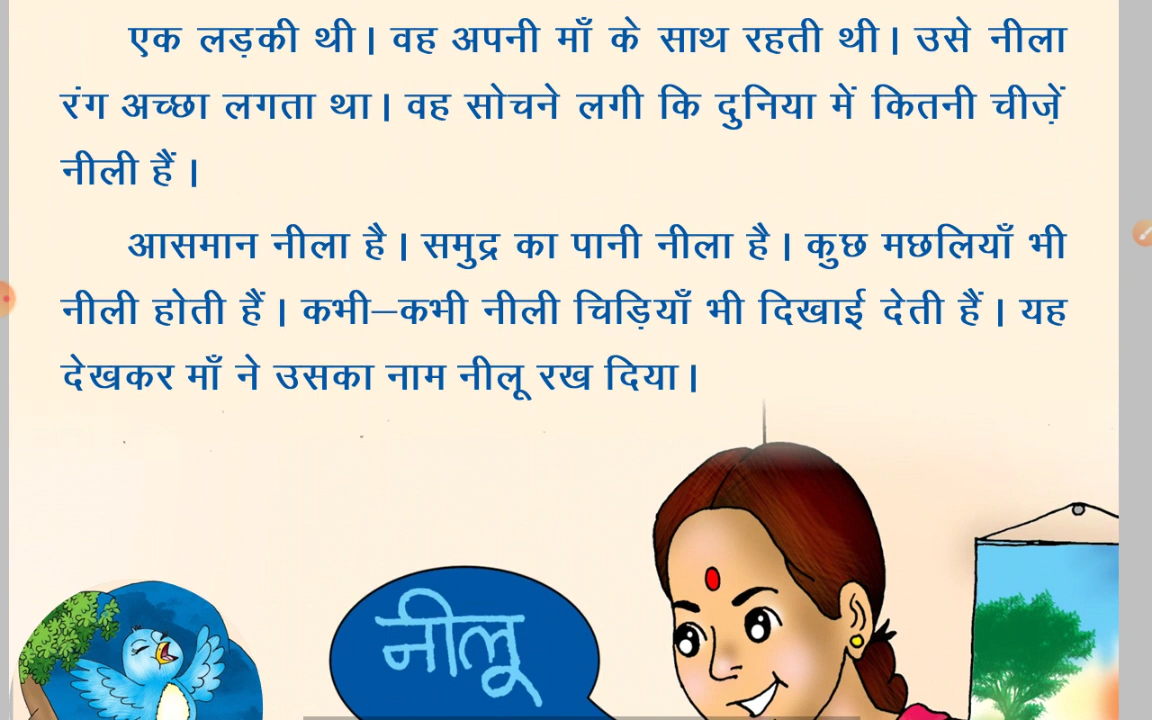 एक लड़की थी। वह अपनी माँ के साथ रहती थी। उसे नीला
रंग अच्छा लगता था। वह सोचने लगी कि दुनिया में कितनी चीज़ें
नीली हैं।
आसमान नीला है। समुद्र का पानी नीला है। कुछ मछलियाँ भी
नीली होती हैं। कभी–कभी नीली चिड़ियाँ भी दिखाई देती हैं। यह
देखकर माँ ने उसका नाम नीलू रख दिया।
नीलू